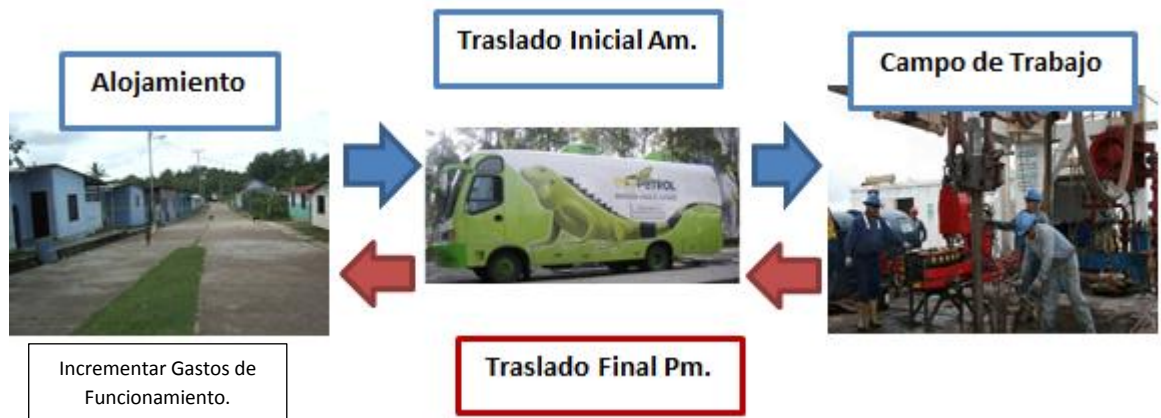 Traslado Inicial Am.
Alojamiento
Campo de Trabajo
PETROL
Traslado Final Pm.
Incrementar Gastos de
Funcionamiento.